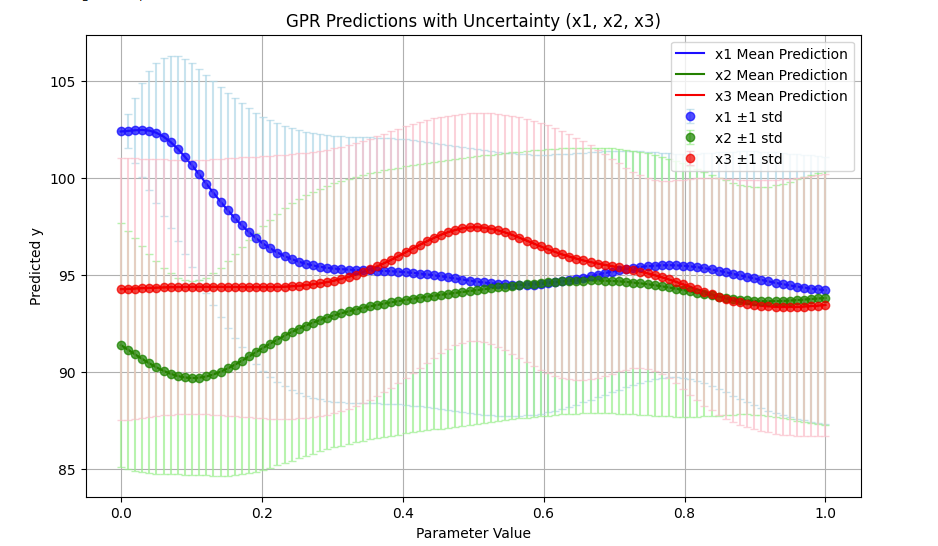 GPR Predictions with Uncertainty (x1, x2, x3)
x1 Mean Prediction
x2 Mean Prediction
x3 Mean Prediction
x1 ±1 std
x2 ±1 std
x3 ±1 std
Predicted y
105
100
95
90
85
0.0 0.2 0.4 0.6 0.8 1.0
Parameter Value